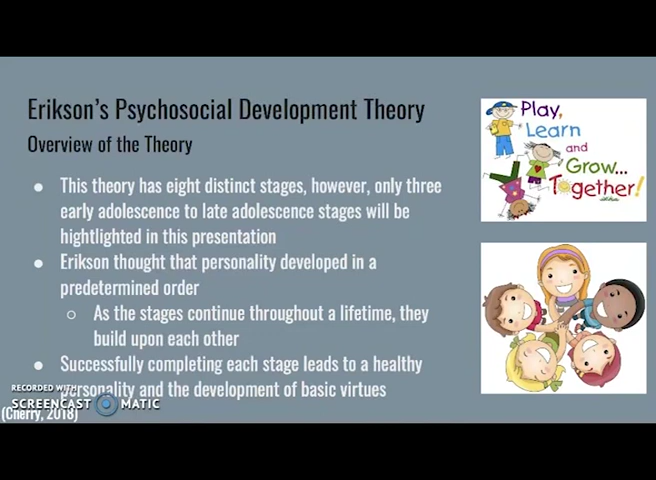 Erikson's Psychosocial Development Theory
Overview of the Theory
● This theory has eight distinct stages, however, only three
early adolescence to late adolescence stages will be
hightlighted in this presentation
● Erikson thought that personality developed in a
predetermined order
○ As the stages continue throughout a lifetime, they
build upon each other
● Successfully completing each stage leads to a healthy
personality and the development of basic virtues
(Cherry, 2018)
RECORDED WITH
SCREENCAST MATIC
Play,
Learn
and
Grow...
Together!